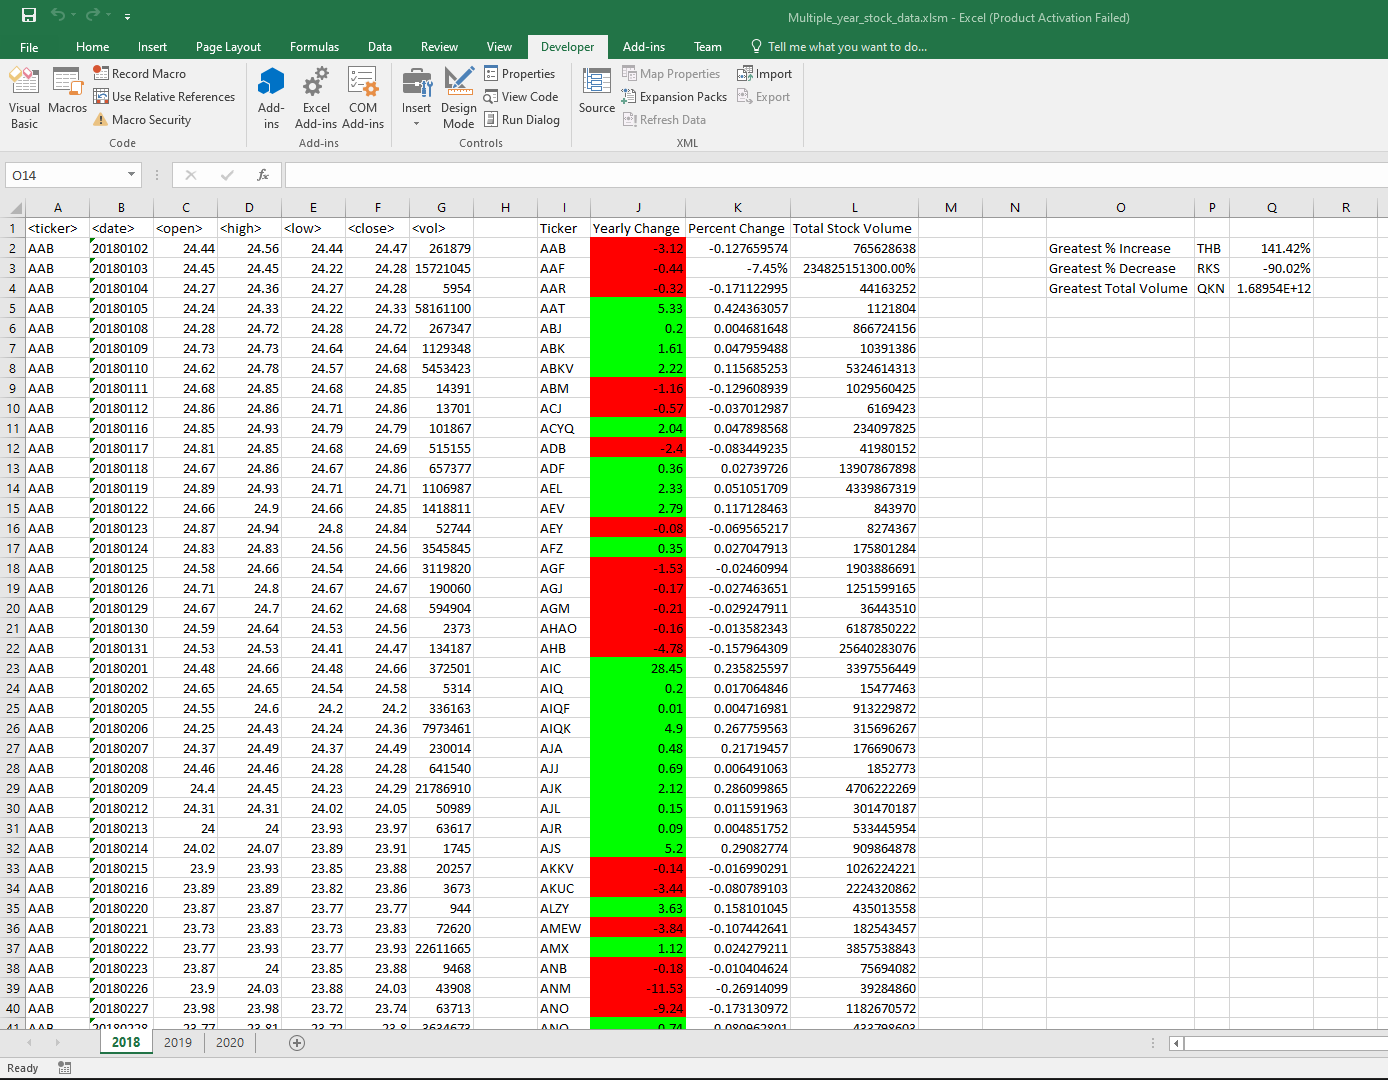 Multiple_year_stock_data.xlsm - Excel (Product Activation Failed)
File Home Insert Page Layout Formulas Data Review View Developer Add-ins Team Tell me what you want to do...
Visual Basic
Macros
Record Macro
Use Relative References
Macro Security
Code
Add-ins
Excel Add-ins
COM Add-ins
Add-ins
Insert
Design Mode
Properties
View Code
Run Dialog
Controls
Source
Map Properties
Expansion Packs
Refresh Data
Import
Export
XML
O14 fx
A B C D E F G H I J K L M N O P Q R
1 <ticker> <date> <open> <high> <low> <close> <vol> Ticker Yearly Change Percent Change Total Stock Volume
2 AAB 20180102 24.44 24.56 24.44 24.47 261879 AAB -3.12 -0.127659574 765628638 Greatest % Increase THB 141.42%
3 AAB 20180103 24.45 24.45 24.22 24.28 15721045 AAF -0.44 -7.45% 234825151300.00% Greatest % Decrease RKS -90.02%
4 AAB 20180104 24.27 24.36 24.27 24.28 5954 AAR -0.32 -0.171122995 44163252 Greatest Total Volume QKN 1.68954E+12
5 AAB 20180105 24.24 24.33 24.22 24.33 58161100 AAT 5.33 0.424363057 1121804
6 AAB 20180108 24.28 24.72 24.28 24.72 267347 ABJ 0.2 0.004681648 866724156
7 AAB 20180109 24.73 24.73 24.64 24.64 1129348 ABK 1.61 0.047959488 10391386
8 AAB 20180110 24.62 24.78 24.57 24.68 5453423 ABKV 2.22 0.115685253 5324614313
9 AAB 20180111 24.68 24.85 24.68 24.85 14391 ABM -1.16 -0.129608939 1029560425
10 AAB 20180112 24.86 24.86 24.71 24.86 13701 ACJ -0.57 -0.037012987 6169423
11 AAB 20180116 24.85 24.93 24.79 24.79 101867 ACYQ 2.04 0.047898568 234097825
12 AAB 20180117 24.81 24.85 24.68 24.69 515155 ADB -2.4 -0.083449235 41980152
13 AAB 20180118 24.67 24.86 24.67 24.86 657377 ADF 0.36 0.02739726 13907867898
14 AAB 20180119 24.89 24.93 24.71 24.71 1106987 AEL 2.33 0.051051709 4339867319
15 AAB 20180122 24.66 24.9 24.66 24.85 1418811 AEV 2.79 0.117128463 843970
16 AAB 20180123 24.87 24.94 24.8 24.84 52744 AEY -0.08 -0.069565217 8274367
17 AAB 20180124 24.83 24.83 24.56 24.56 3545845 AFZ 0.35 0.027047913 175801284
18 AAB 20180125 24.58 24.66 24.54 24.66 3119820 AGF -1.53 -0.02460994 1903886691
19 AAB 20180126 24.71 24.8 24.67 24.67 190060 AGJ -0.17 -0.027463651 1251599165
20 AAB 20180129 24.67 24.7 24.62 24.68 594904 AGM -0.21 -0.029247911 36443510
21 AAB 20180130 24.59 24.64 24.53 24.56 2373 AHAO -0.16 -0.013582343 6187850222
22 AAB 20180131 24.53 24.53 24.41 24.47 134187 AHB -4.78 -0.157964309 25640283076
23 AAB 20180201 24.48 24.66 24.48 24.66 372501 AIC 28.45 0.235825597 3397556449
24 AAB 20180202 24.65 24.65 24.54 24.58 5314 AIQ 0.2 0.017064846 15477463
25 AAB 20180205 24.55 24.6 24.2 24.2 336163 AIQF 0.01 0.004716981 913229872
26 AAB 20180206 24.25 24.43 24.24 24.36 7973461 AIQK 4.9 0.267759563 315696267
27 AAB 20180207 24.37 24.49 24.37 24.49 230014 AJA 0.48 0.21719457 176690673
28 AAB 20180208 24.46 24.46 24.28 24.28 641540 AJJ 0.69 0.006491063 1852773
29 AAB 20180209 24.4 24.45 24.23 24.29 21786910 AJK 2.12 0.286099865 4706222269
30 AAB 20180212 24.31 24.31 24.02 24.05 50989 AJL 0.15 0.011591963 301470187
31 AAB 20180213 24 24 23.93 23.97 63617 AJR 0.09 0.004851752 533445954
32 AAB 20180214 24.02 24.07 23.89 23.91 1745 AJS 5.2 0.29082774 909864878
33 AAB 20180215 23.9 23.93 23.85 23.88 20257 AKKV -0.14 -0.016990291 1026224221
34 AAB 20180216 23.89 23.89 23.82 23.86 3673 AKUC -3.44 -0.080789103 2224320862
35 AAB 20180220 23.87 23.87 23.77 23.77 944 ALZY 3.63 0.158101045 435013558
36 AAB 20180221 23.73 23.83 23.73 23.83 72620 AMEW -3.84 -0.107442641 182543457
37 AAB 20180222 23.77 23.93 23.77 23.93 22611665 AMX 1.12 0.024279211 3857538843
38 AAB 20180223 23.87 24 23.85 23.88 9468 ANB -0.18 -0.010404624 75694082
39 AAB 20180226 23.9 24.03 23.88 24.03 43908 ANM -11.53 -0.26914099 39284860
40 AAB 20180227 23.98 23.98 23.72 23.74 63713 ANO -9.24 -0.173130972 1182670572
41 AAB 20180228 23.77 23.81 23.72 23.8 3634673 0.74 0.080962801 433798603
2018 2019 2020
Ready